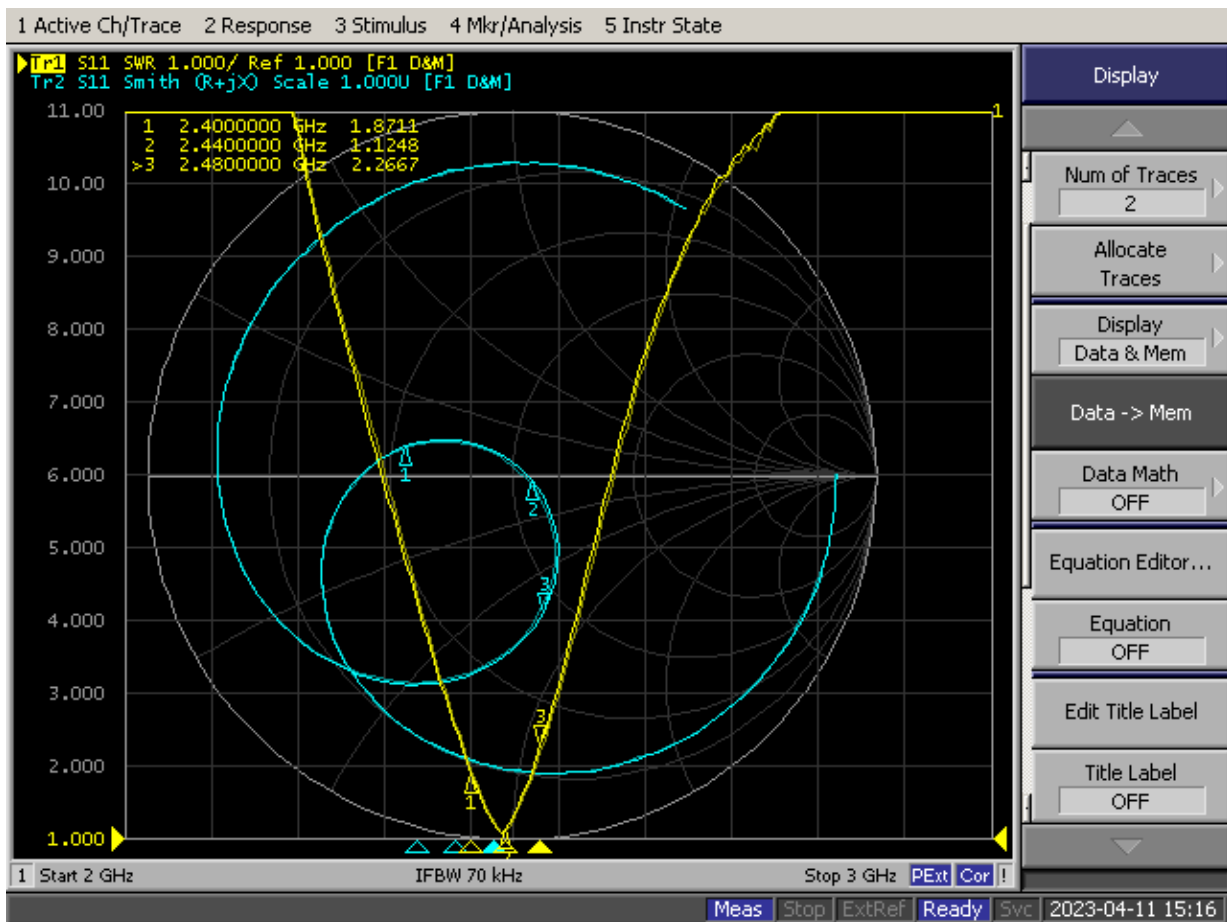 1 Active Ch/Trace 2 Response 3 Stimulus 4 Mkr/Analysis 5 Instr State
Tr1 S11 SWR 1.000/ Ref 1.000 [F1 D&M]
Tr2 S11 Smith (R+jX) Scale 1.000U [F1 D&M]
11.00
10.00
9.000
8.000
7.000
6.000
5.000
4.000
3.000
2.000
1.000
1 2.4000000 GHz 1.8711
2 2.4400000 GHz 1.1248
>3 2.4800000 GHz 2.2667
1
1
2
3
3
1
Display
Num of Traces
2
Allocate
Traces
Display
Data & Mem
Data -> Mem
Data Math
OFF
Equation Editor...
Equation
OFF
Edit Title Label
Title Label
OFF
1 Start 2 GHz IFBW 70 kHz Stop 3 GHz PExt Cor !
Meas Stop ExtRef Ready Svc 2023-04-11 15:16